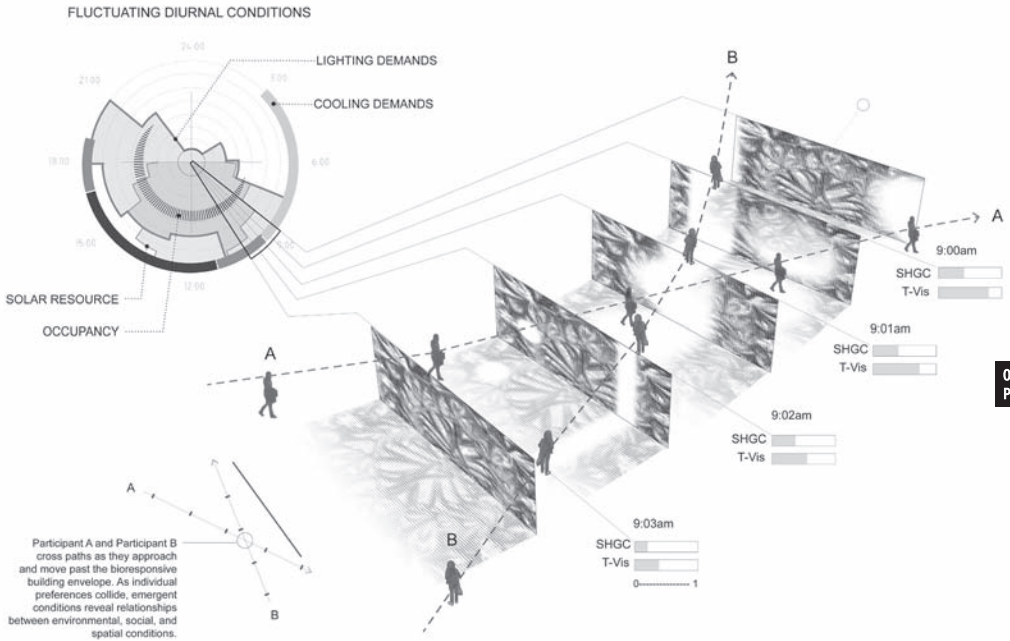 FLUCTUATING DIURNAL CONDITIONS
24:00
LIGHTING DEMANDS
B
21:00
3:00
COOLING DEMANDS
18:00
6:00
A
9:00am
SHGC
T-Vis
15:00
9:00
12:00
SOLAR RESOURCE
OCCUPANCY
9:01am
SHGC
T-Vis
A
9:02am
SHGC
T-Vis
A
B
9:03am
SHGC
T-Vis
0
1
B
Participant A and Participant B
cross paths as they approach
and move past the bioresponsive
building envelope. As individual
preferences collide, emergent
conditions reveal relationships
between environmental, social, and
spatial conditions.